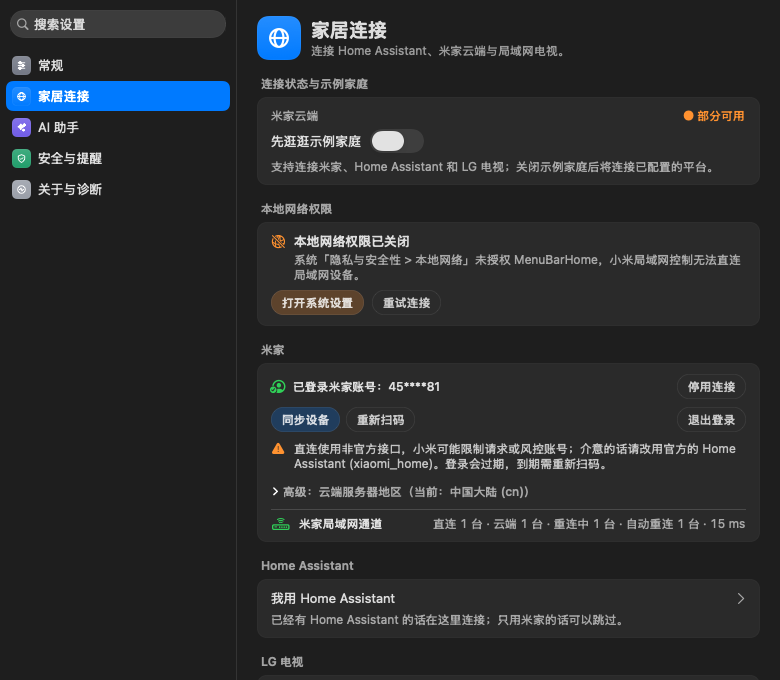 搜索设置
常规
家居连接
AI 助手
安全与提醒
关于与诊断
家居连接
连接 Home Assistant、米家云端与局域网电视。
连接状态与示例家庭
米家云端
部分可用
先逛逛示例家庭
支持连接米家、Home Assistant 和 LG 电视；关闭示例家庭后将连接已配置的平台。
本地网络权限
本地网络权限已关闭
系统「隐私与安全性 > 本地网络」未授权 MenuBarHome，小米局域网控制无法直连
局域网设备。
打开系统设置
重试连接
米家
已登录米家账号：45****81
停用连接
同步设备
重新扫码
退出登录
直连使用非官方接口，小米可能限制请求或风控账号；介意的话请改用官方的 Home
Assistant (xiaomi_home)。登录会过期，到期需重新扫码。
高级：云端服务器地区（当前：中国大陆 (cn)）
米家局域网通道
直连 1 台 · 云端 1 台 · 重连中 1 台 · 自动重连 1 台 · 15 ms
Home Assistant
我用 Home Assistant
已经有 Home Assistant 的话在这里连接；只用米家的话可以跳过。
LG 电视